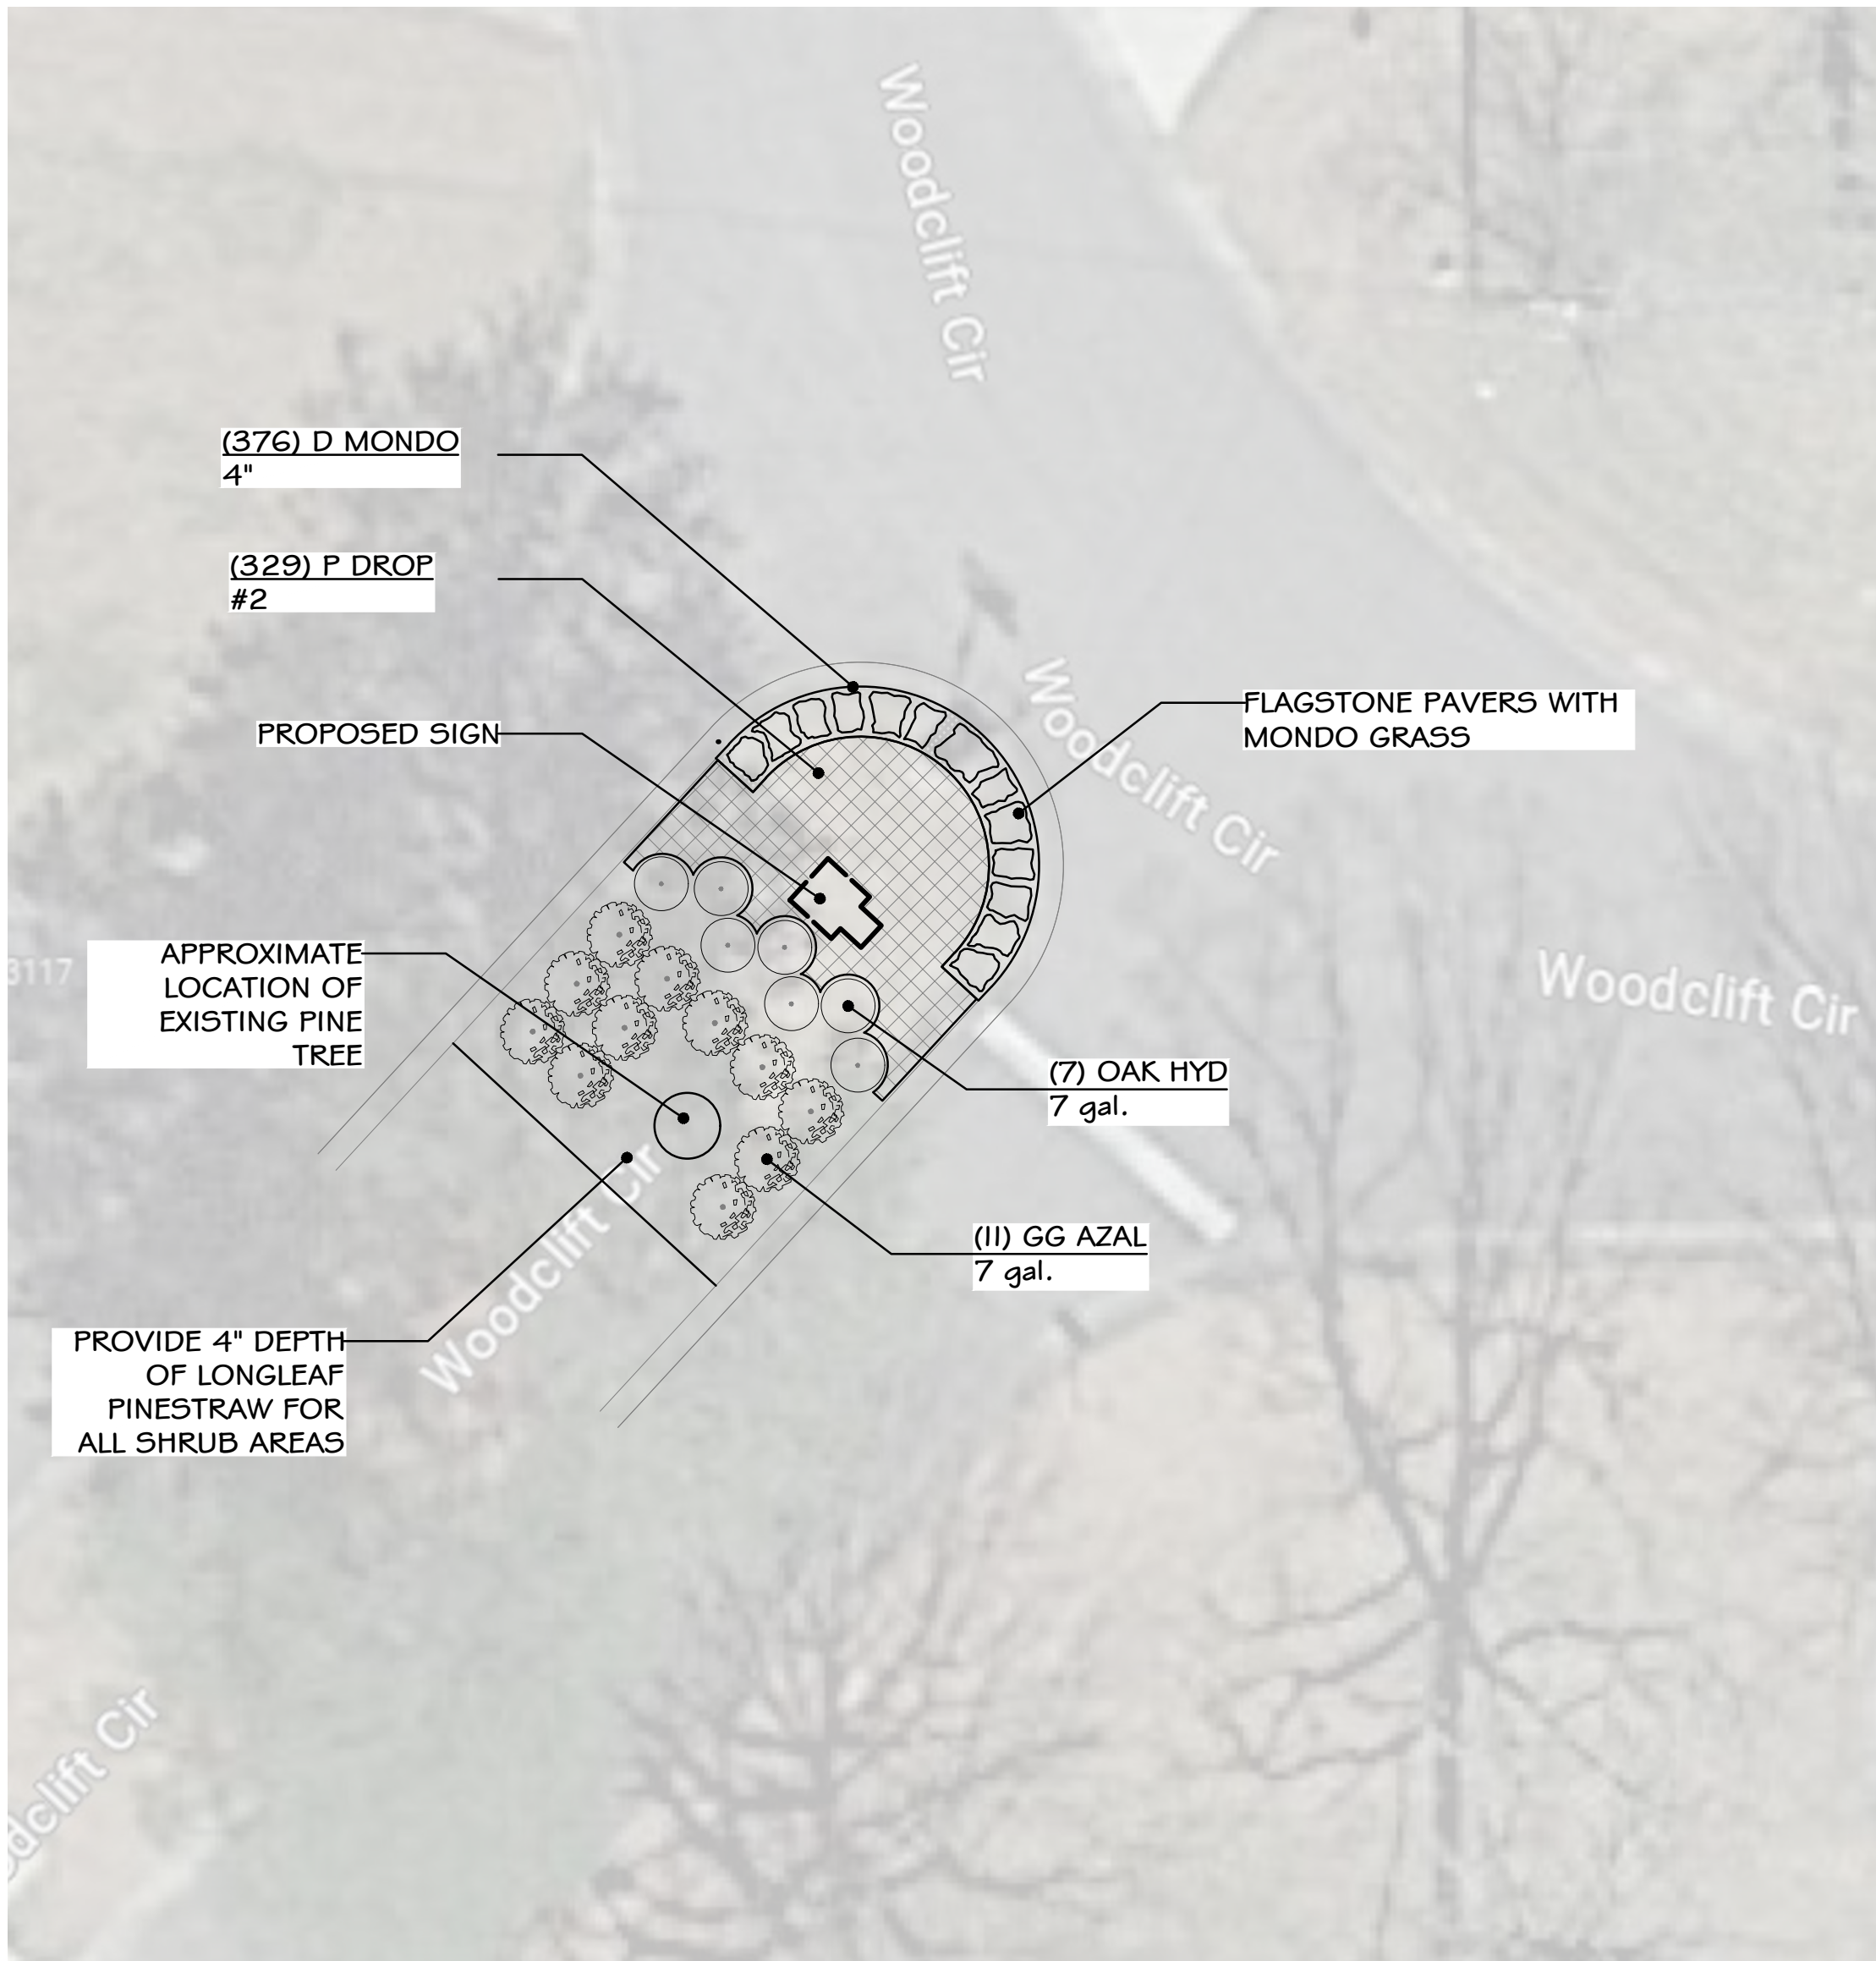 Woodclift Cir
(376) D MONDO
4"
(329) P DROP
#2
PROPOSED SIGN
FLAGSTONE PAVERS WITH
MONDO GRASS
Woodclift Cir
APPROXIMATE
LOCATION OF
EXISTING PINE
TREE
3117
Woodclift Cir
(7) OAK HYD
7 gal.
(11) GG AZAL
7 gal.
Woodclift Cir
PROVIDE 4" DEPTH
OF LONGLEAF
PINESTRAW FOR
ALL SHRUB AREAS
dclift Cir